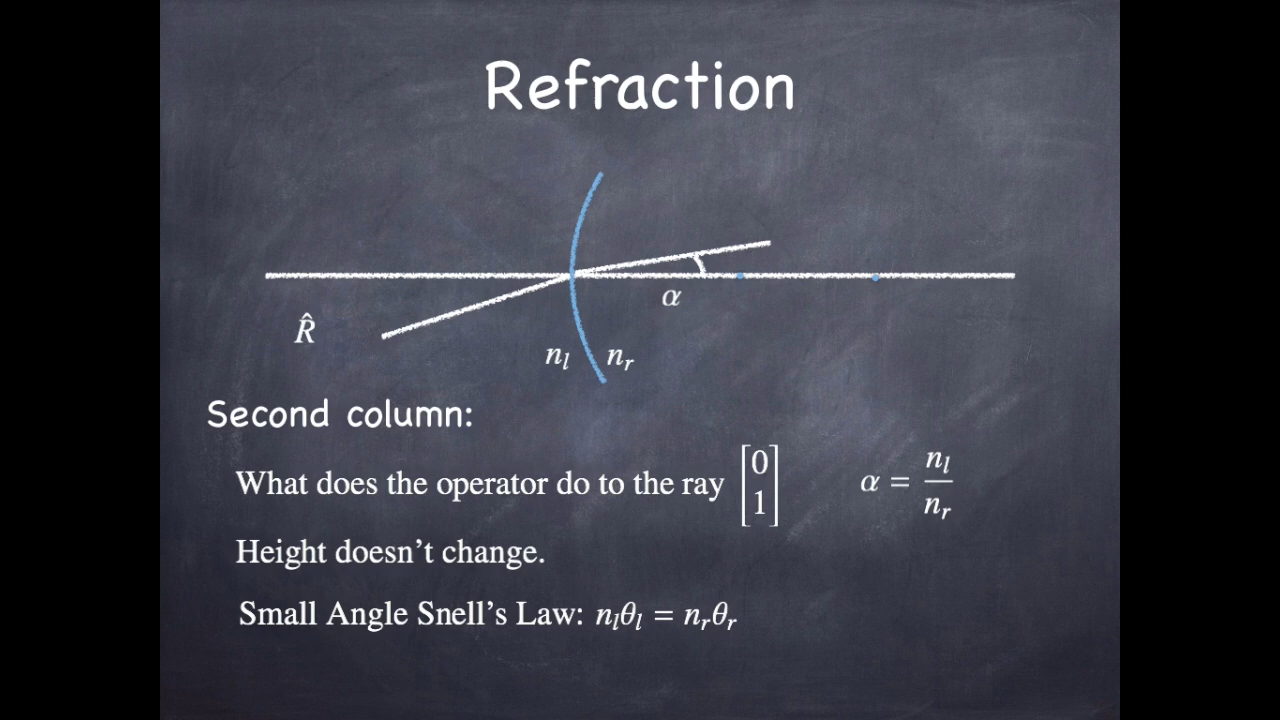 Refraction
α
R̂
n_l n_r
Second column:
What does the operator do to the ray [0 1] α = n_l / n_r
Height doesn’t change.
Small Angle Snell’s Law: n_lθ_l = n_rθ_r